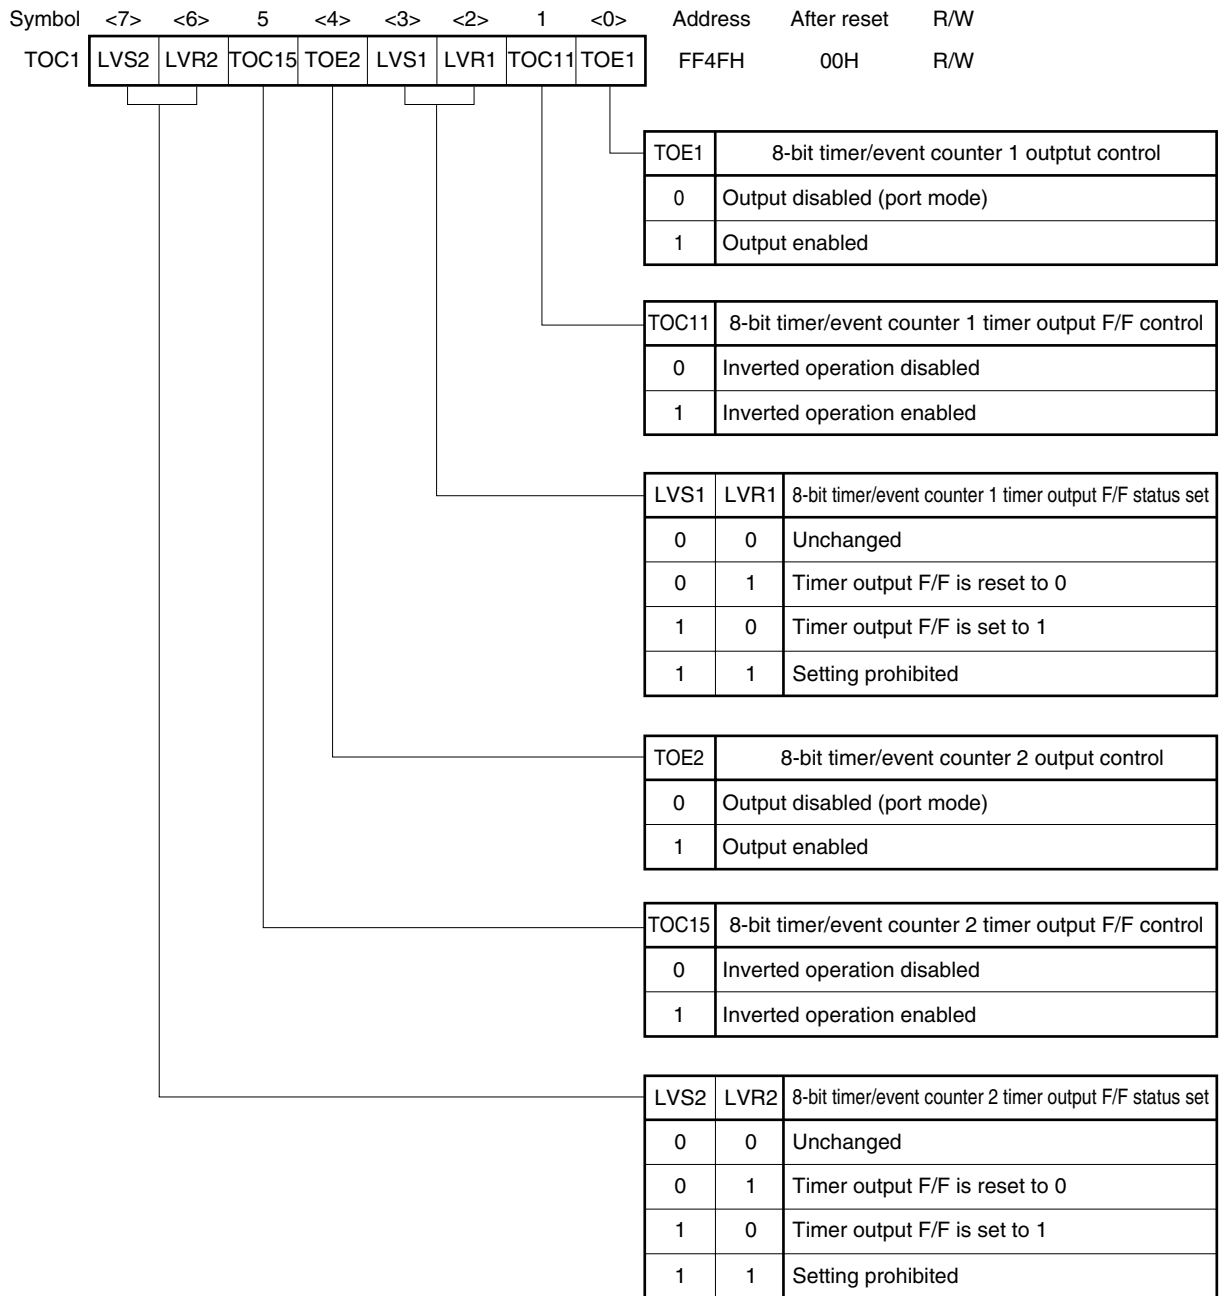 Symbol <7> <6> 5 <4> <3> <2> 1 <0> Address After reset R/W
TOC1 LVS2 LVR2 TOC15 TOE2 LVS1 LVR1 TOC11 TOE1 FF4FH 00H R/W
TOE1 8-bit timer/event counter 1 outptut control
0 Output disabled (port mode)
1 Output enabled
TOC11 8-bit timer/event counter 1 timer output F/F control
0 Inverted operation disabled
1 Inverted operation enabled
LVS1 LVR1 8-bit timer/event counter 1 timer output F/F status set
0 0 Unchanged
0 1 Timer output F/F is reset to 0
1 0 Timer output F/F is set to 1
1 1 Setting prohibited
TOE2 8-bit timer/event counter 2 output control
0 Output disabled (port mode)
1 Output enabled
TOC15 8-bit timer/event counter 2 timer output F/F control
0 Inverted operation disabled
1 Inverted operation enabled
LVS2 LVR2 8-bit timer/event counter 2 timer output F/F status set
0 0 Unchanged
0 1 Timer output F/F is reset to 0
1 0 Timer output F/F is set to 1
1 1 Setting prohibited